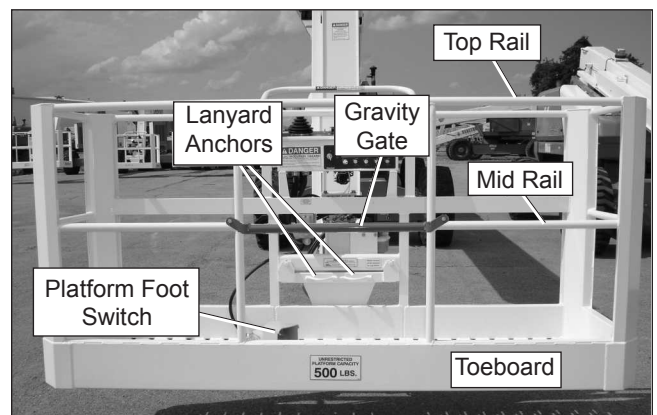 Top Rail
Lanyard
Anchors
Gravity
Gate
DANGER
Mid Rail
Platform Foot
Switch
UNRESTRICTED
PLATFORM CAPACITY
500 LBS.
Toeboard